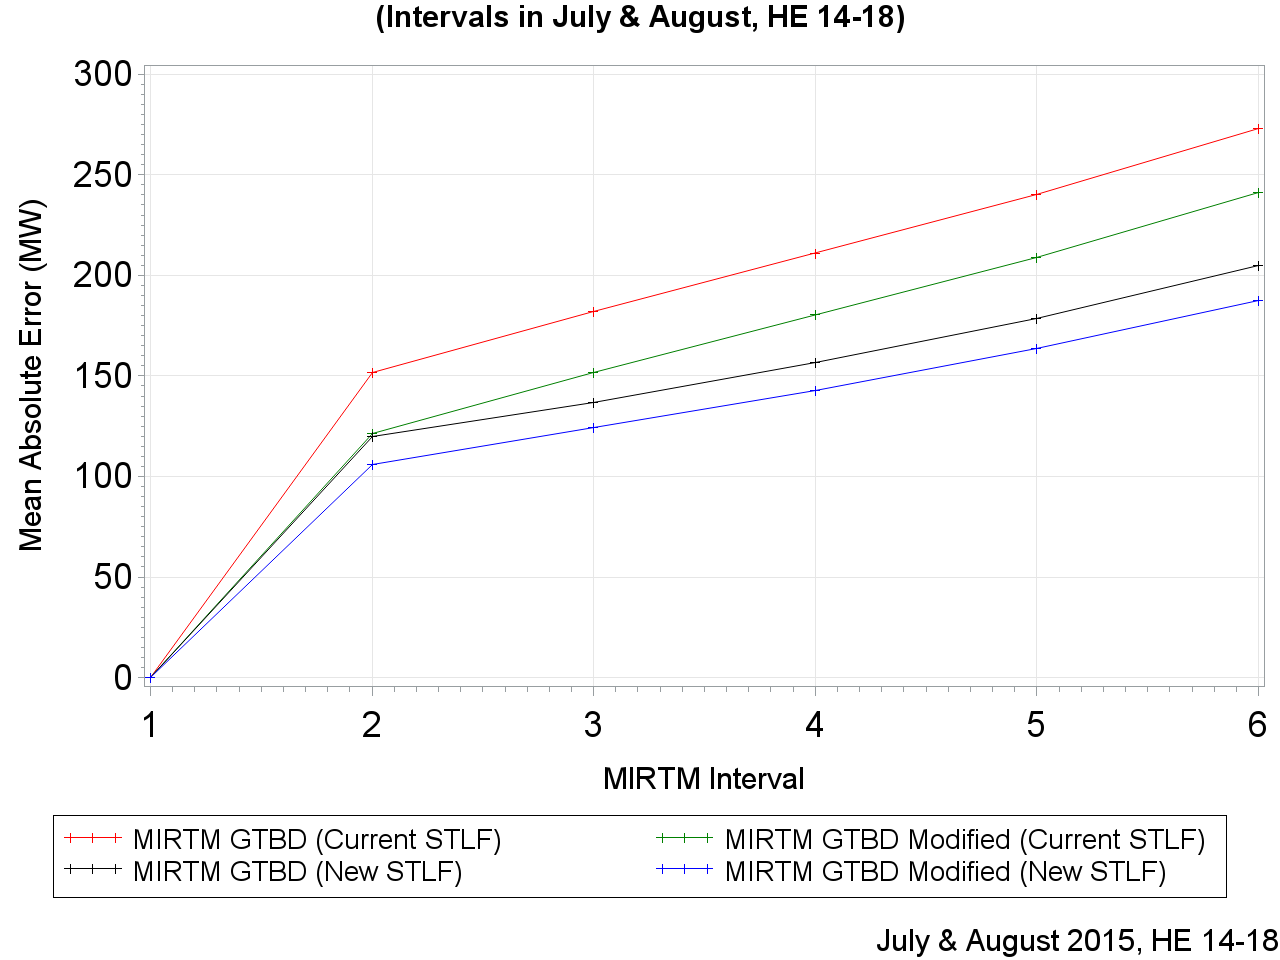 (Intervals in July & August, HE 14-18)
300
250
200
150
100
50
0
Mean Absolute Error (MW)
1 2 3 4 5 6
MIRTM Interval
MIRTM GTBD (Current STLF) MIRTM GTBD Modified (Current STLF)
MIRTM GTBD (New STLF) MIRTM GTBD Modified (New STLF)
July & August 2015, HE 14-18